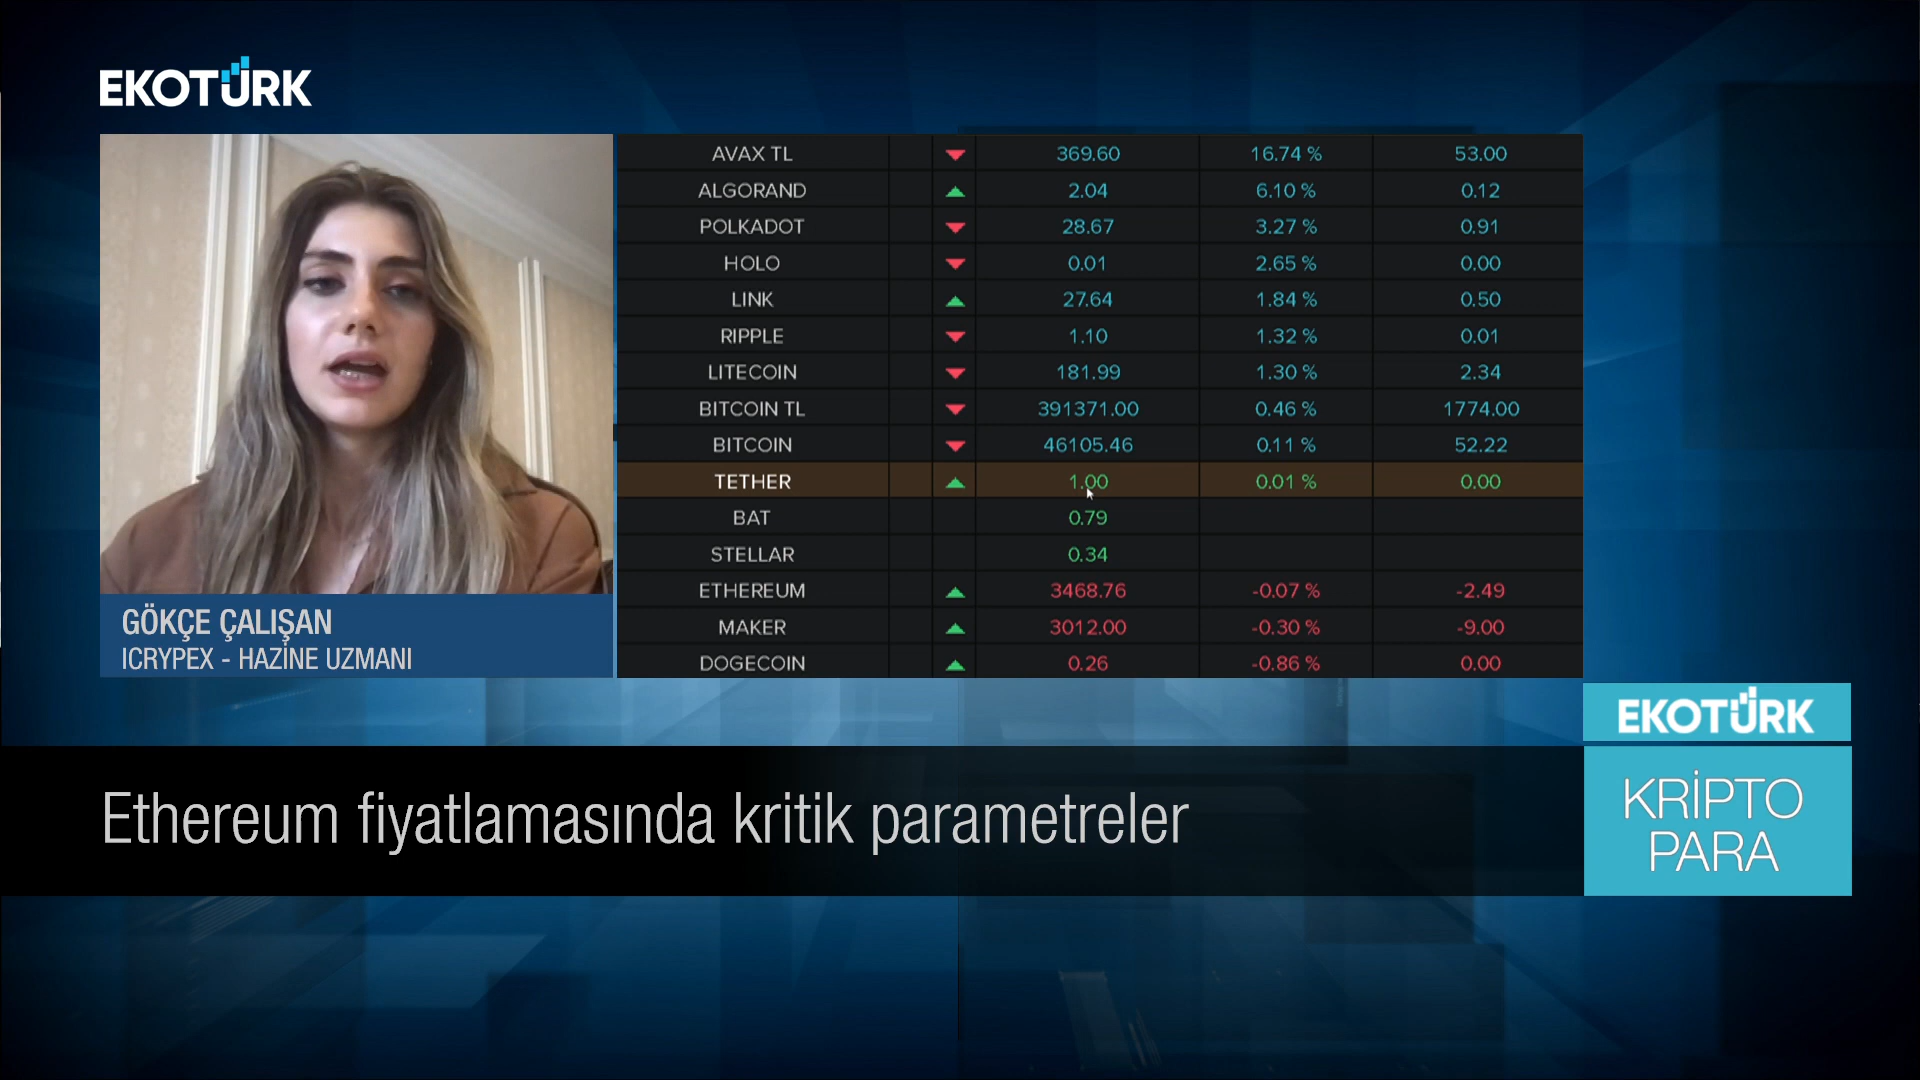 EKOTÜRK
AVAX TL 369.60 16.74 % 53.00
ALGORAND 2.04 6.10 % 0.12
POLKADOT 28.67 3.27 % 0.91
HOLO 0.01 2.65 % 0.00
LINK 27.64 1.84 % 0.50
RIPPLE 1.10 1.32 % 0.01
LITECOIN 181.99 1.30 % 2.34
BITCOIN TL 391371.00 0.46 % 1774.00
BITCOIN 46105.46 0.11 % 52.22
TETHER 1.00 0.01 % 0.00
BAT 0.79
STELLAR 0.34
ETHEREUM 3468.76 -0.07 % -2.49
MAKER 3012.00 -0.30 % -9.00
DOGECOIN 0.26 -0.86 % 0.00
GÖKÇE ÇALIŞAN
ICRYPEX - HAZİNE UZMANI
EKOTÜRK
Ethereum fiyatlamasında kritik parametreler
KRİPTO
PARA